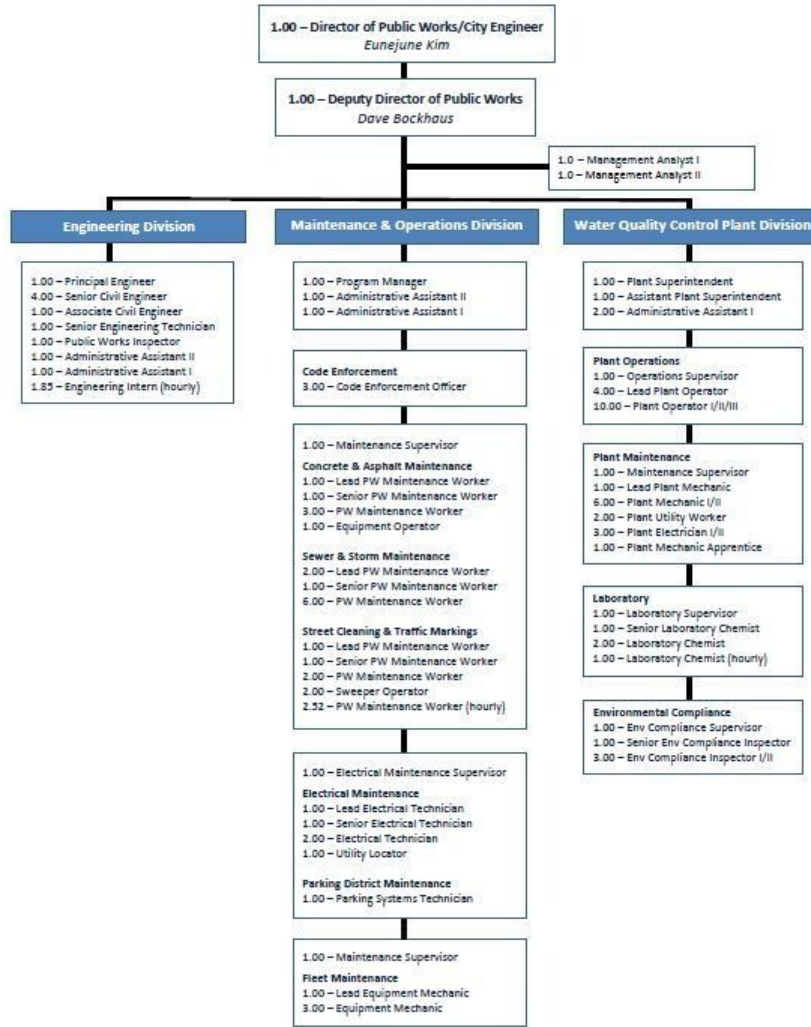 1.00 – Director of Public Works/City Engineer
Eunejune Kim
1.00 – Deputy Director of Public Works
Dave Bockhaus
1.0 – Management Analyst I
1.0 – Management Analyst II
Engineering Division
1.00 – Principal Engineer
4.00 – Senior Civil Engineer
1.00 – Associate Civil Engineer
1.00 – Senior Engineering Technician
1.00 – Public Works Inspector
1.00 – Administrative Assistant II
1.00 – Administrative Assistant I
1.85 – Engineering Intern (hourly)
Maintenance & Operations Division
1.00 – Program Manager
1.00 – Administrative Assistant II
1.00 – Administrative Assistant I
Code Enforcement
3.00 – Code Enforcement Officer
1.00 – Maintenance Supervisor
Concrete & Asphalt Maintenance
1.00 – Lead PW Maintenance Worker
1.00 – Senior PW Maintenance Worker
3.00 – PW Maintenance Worker
1.00 – Equipment Operator
Sewer & Storm Maintenance
2.00 – Lead PW Maintenance Worker
1.00 – Senior PW Maintenance Worker
6.00 – PW Maintenance Worker
Street Cleaning & Traffic Markings
1.00 – Lead PW Maintenance Worker
1.00 – Senior PW Maintenance Worker
2.00 – PW Maintenance Worker
2.00 – Sweeper Operator
2.52 – PW Maintenance Worker (hourly)
1.00 – Electrical Maintenance Supervisor
Electrical Maintenance
1.00 – Lead Electrical Technician
1.00 – Senior Electrical Technician
2.00 – Electrical Technician
1.00 – Utility Locator
Parking District Maintenance
1.00 – Parking Systems Technician
1.00 – Maintenance Supervisor
Fleet Maintenance
1.00 – Lead Equipment Mechanic
3.00 – Equipment Mechanic
Water Quality Control Plant Division
1.00 – Plant Superintendent
1.00 – Assistant Plant Superintendent
2.00 – Administrative Assistant I
Plant Operations
1.00 – Operations Supervisor
4.00 – Lead Plant Operator
10.00 – Plant Operator I/II/III
Plant Maintenance
1.00 – Maintenance Supervisor
1.00 – Lead Plant Mechanic
6.00 – Plant Mechanic I/II
2.00 – Plant Utility Worker
3.00 – Plant Electrician I/II
1.00 – Plant Mechanic Apprentice
Laboratory
1.00 – Laboratory Supervisor
1.00 – Senior Laboratory Chemist
2.00 – Laboratory Chemist
1.00 – Laboratory Chemist (hourly)
Environmental Compliance
1.00 – Env Compliance Supervisor
1.00 – Senior Env Compliance Inspector
3.00 – Env Compliance Inspector I/II